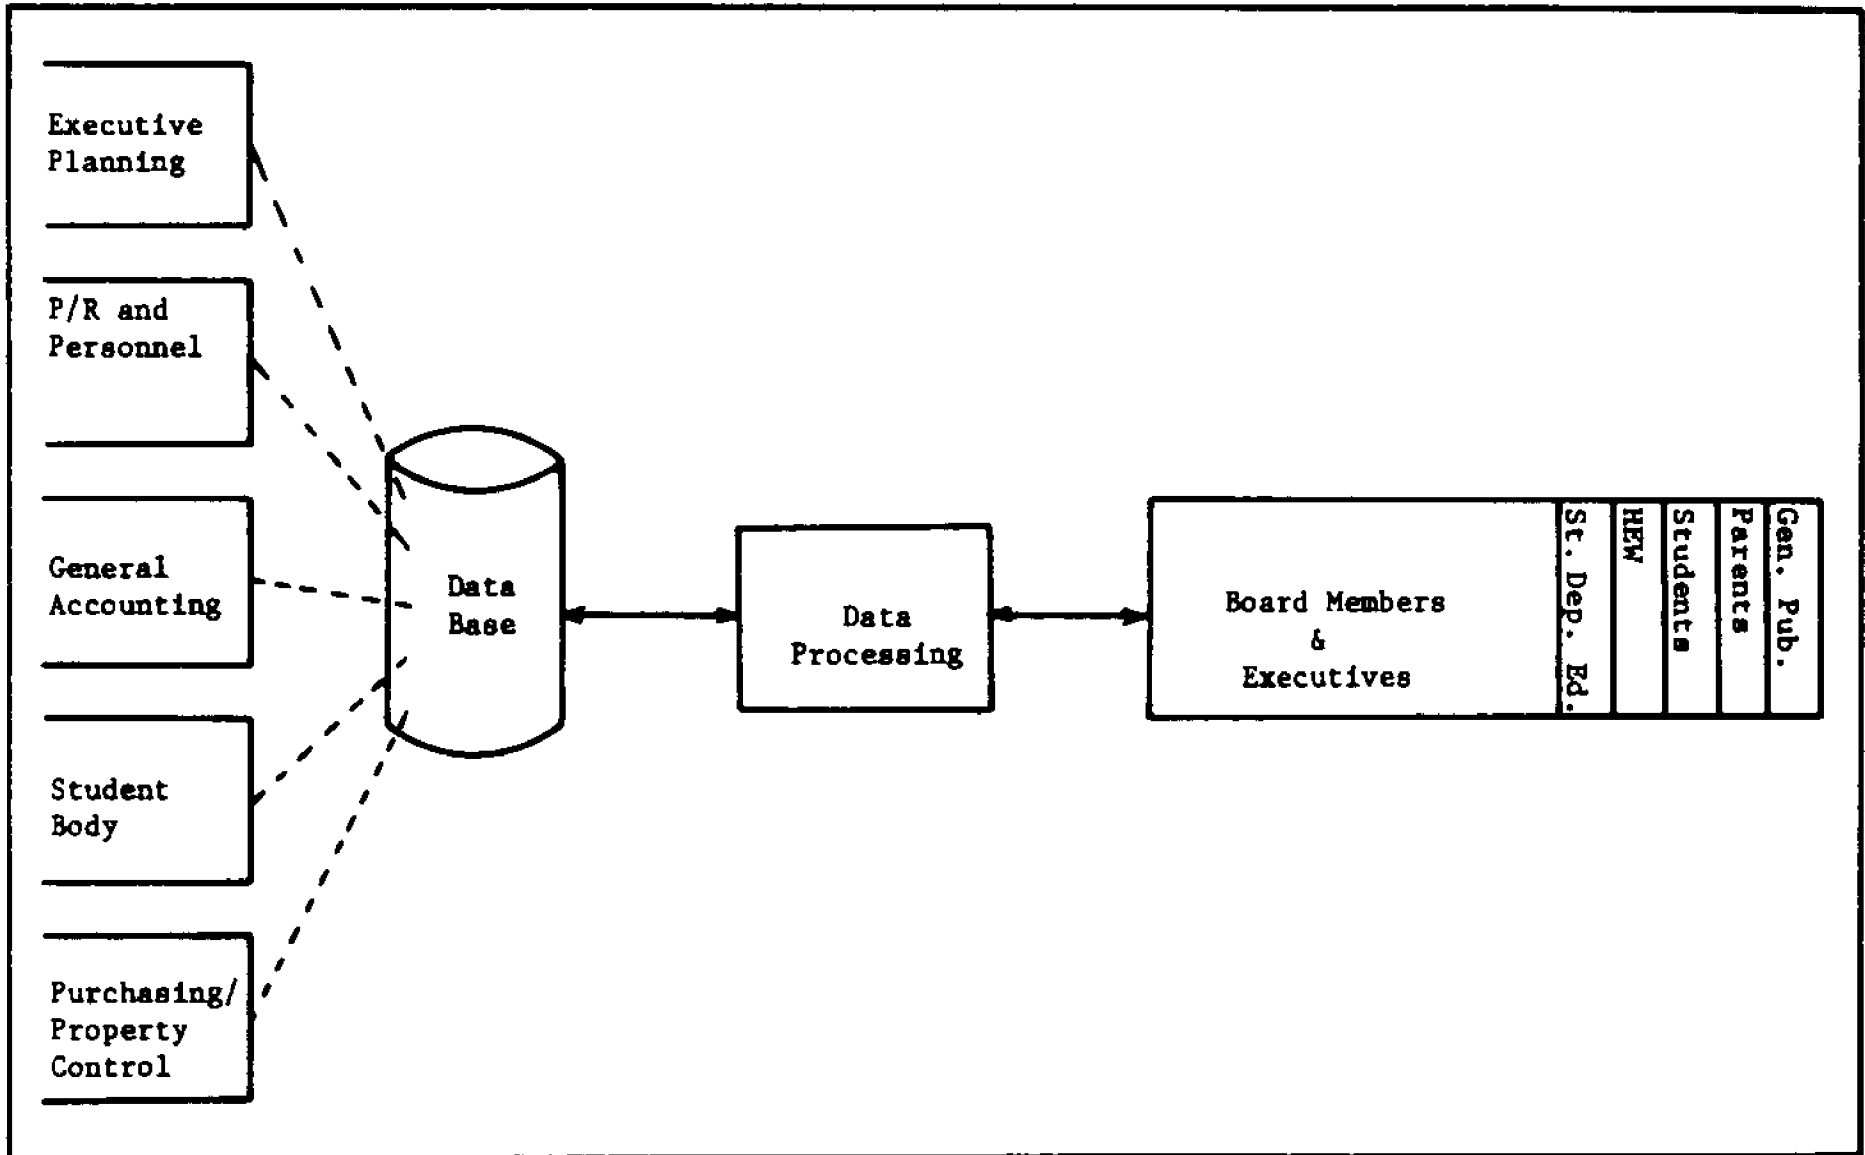 Executive
Planning
P/R and
Personnel
General
Accounting
Student
Body
Purchasing/
Property
Control
Data
Base
Data
Processing
Board Members
&
Executives
St. Dep. Ed.
HEW
Students
Parents
Gen. Pub.